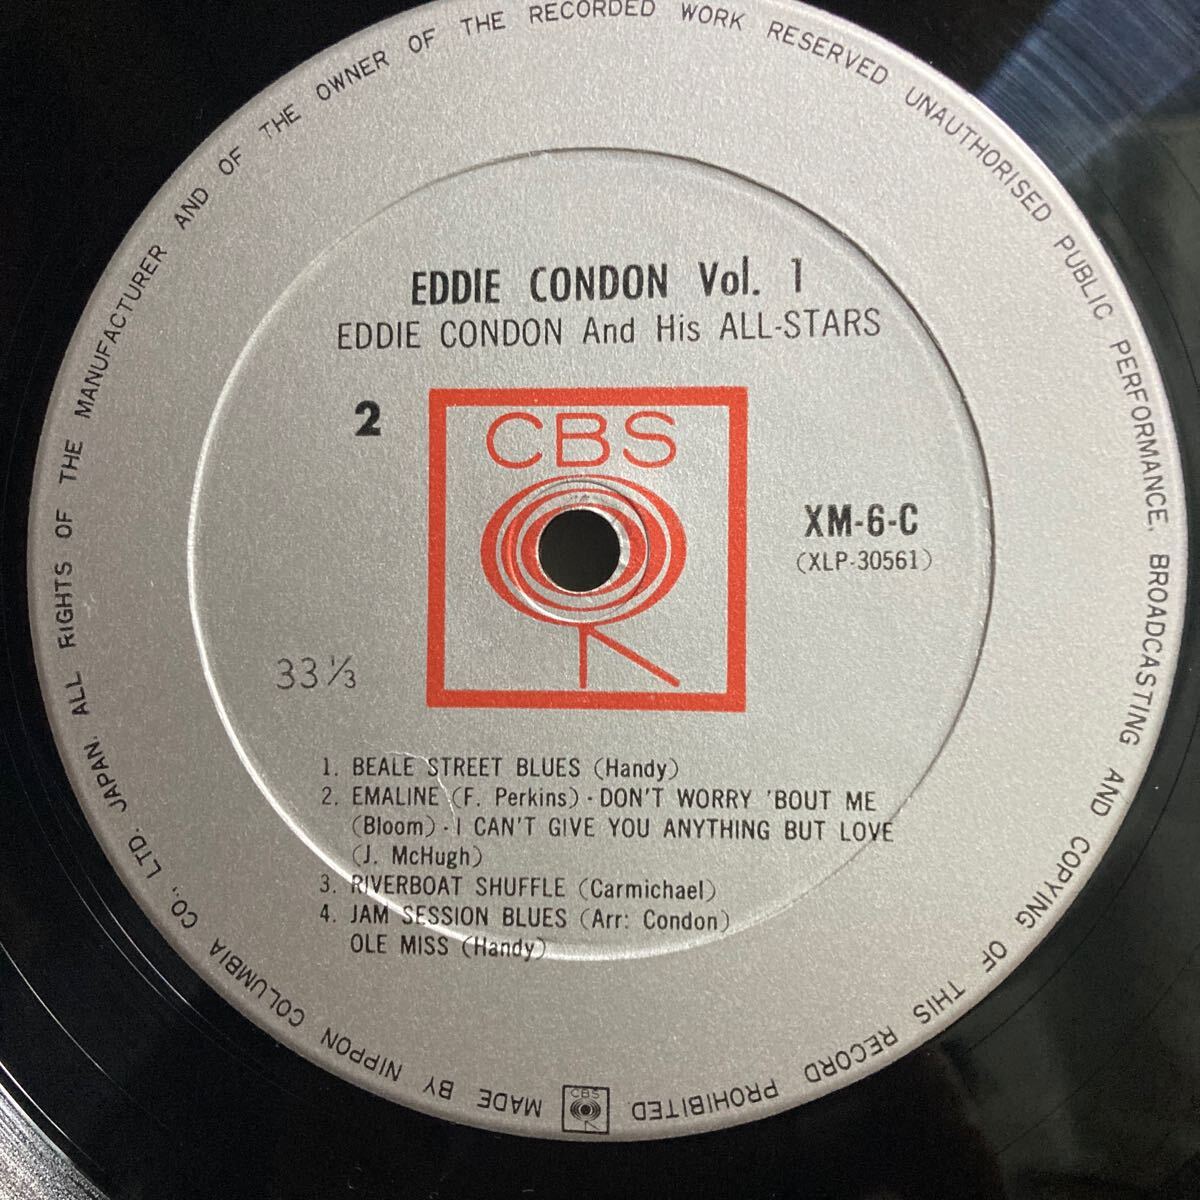 EDDIE CONDON Vol. 1
EDDIE CONDON And His ALL-STARS
2
CBS
XM-6-C
(XLP-30561)
33 1/3
1. BEALE STREET BLUES (Handy)
2. EMALINE (F. Perkins) · DON'T WORRY 'BOUT ME
(Bloom) · I CAN'T GIVE YOU ANYTHING BUT LOVE
(J. McHugh)
3. RIVERBOAT SHUFFLE (Carmichael)
4. JAM SESSION BLUES (Arr: Condon)
OLE MISS (Handy)
MADE BY NIPPON COLUMBIA CO., LTD. JAPAN. ALL RIGHTS OF THE MANUFACTURER AND OF THE OWNER OF THE RECORDED WORK RESERVED UNAUTHORISED PUBLIC PERFORMANCE, BROADCASTING AND COPYING OF THIS RECORD PROHIBITED
CBS